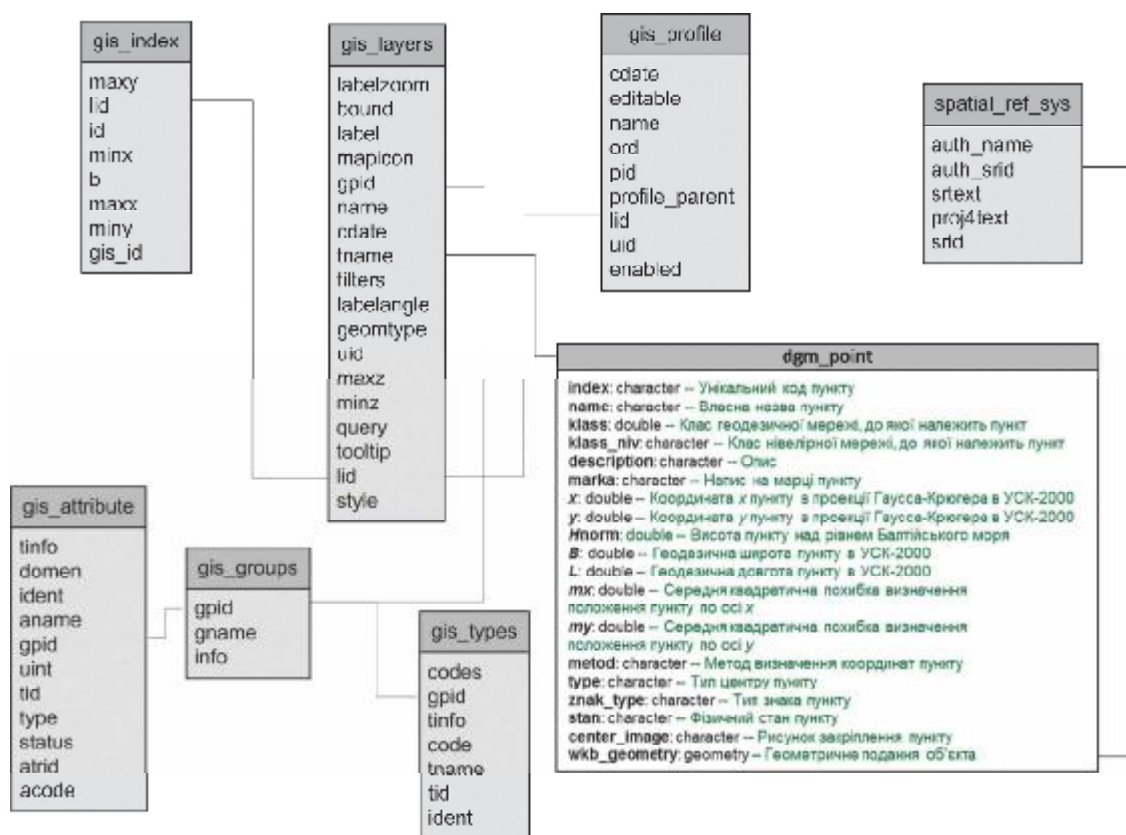 gis_index
maxy
lid
id
minx
b
maxx
miny
gis_id
gis_layers
labelzoom
bound
label
mapicon
gpid
name
cdate
tname
filters
labelangle
geomtype
uid
maxz
minz
query
tooltip
lid
style
gis_profile
cdate
editable
name
ord
pid
profile_parent
lid
uid
enabled
spatial_ref_sys
auth_name
auth_srid
srtext
proj4text
srid
dgm_point
index: character – Унікальний код пункту
name: character – Власна назва пункту
klass: double – Клас геодезичної мережі, до якої належить пункт
klass_niv: character – Клас нівелірної мережі, до якої належить пункт
description: character – Опис
marka: character – Напис на марці пункту
x: double – Координата x пункту в проекції Гаусса-Крюгера в УСК-2000
y: double – Координата y пункту в проекції Гаусса-Крюгера в УСК-2000
Hnorm: double – Висота пункту над рівнем Балтійського моря
B: double – Геодезична широта пункту в УСК-2000
L: double – Геодезична довгота пункту в УСК-2000
mx: double – Середня квадратична похибка визначення
положення пункту по осі x
my: double – Середня квадратична похибка визначення
положення пункту по осі y
metod: character – Метод визначення координат пункту
type: character – Тип центру пункту
znak_type: character – Тип знака пункту
stan: character – Фізичний стан пункту
center_image: character – Рисунок закріплення пункту
wkb_geometry: geometry – Геометричне подання об'єкта
gis_attribute
tinfo
domen
ident
aname
gpid
uint
tid
type
status
atrid
acode
gis_groups
gpid
gname
info
gis_types
codes
gpid
tinfo
code
tname
tid
ident